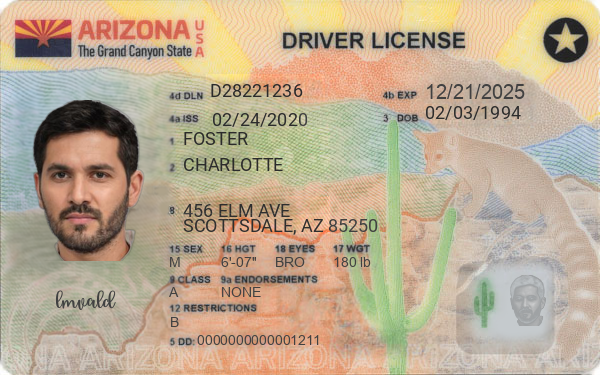 ARIZONA USA
The Grand Canyon State
DRIVER LICENSE
4d DLN D28221236 4b EXP 12/21/2025
4a ISS 02/24/2020 3 DOB 02/03/1994
1 FOSTER
2 CHARLOTTE
8 456 ELM AVE
SCOTTSDALE, AZ 85250
15 SEX 16 HGT 18 EYES 17 WGT
M 6'-07" BRO 180 lb
9 CLASS 9a ENDORSEMENTS
A NONE
12 RESTRICTIONS
B
5 DD: 0000000000001211
lmvald
ARIZONA ARIZONA ARIZONA ARIZONA